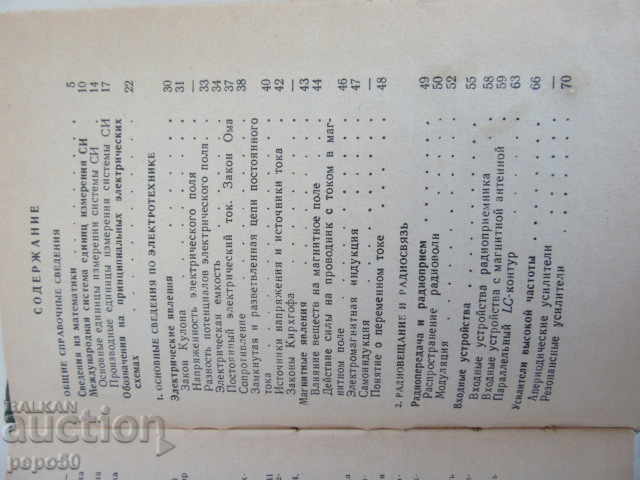 СОДЕРЖАНИЕ
ОБЩИЕ СПРАВОЧНЫЕ СВЕДЕНИЯ
Сведения из математики . . . . . . 5
Международная система единиц измерения СИ . . 10
Основные единицы измерения системы СИ . . 14
Производные единицы измерения системы СИ . 17
Обозначения на принципиальных электрических
схемах . . . . . . . . . 22
1. ОСНОВНЫЕ СВЕДЕНИЯ ПО ЭЛЕКТРОТЕХНИКЕ
Электрические явления . . . . . . 30
Закон Кулона . . . . . . . 31
Напряженность электрического поля . . . —
Разность потенциалов электрического поля . . 33
Электрическая емкость . . . . . 34
Постоянный электрический ток. Закон Ома . 37
Сопротивление . . . . . . . 38
Замкнутая и разветвленная цепи постоянного
тока . . . . . . . . . 40
Источники напряжения и источники тока . . 42
Законы Кирхгофа . . . . . . —
Магнитные явления . . . . . . . 43
Влияние веществ на магнитное поле . . . 44
Действие силы на проводник с током в маг-
нитном поле . . . . . . . 46
Электромагнитная индукция . . . . 47
Самоиндукция . . . . . . . —
Понятие о переменном токе . . . . 48
2. РАДИОВЕЩАНИЕ И РАДИОСВЯЗЬ
Радиопередача и радиоприем . . . . . 49
Распространение радиоволн . . . . 50
Модуляция . . . . . . . . 52
Входные устройства . . . . . . . 55
Входные устройства радиоприемника . . . 58
Входные устройства с магнитной антенной . . 59
Параллельный LC-контур . . . . . 63
Усилители высокой частоты . . . . . 66
Апериодические усилители . . . . . —
Резонансные усилители . . . . . 70
BALKAN
auction
pepo50